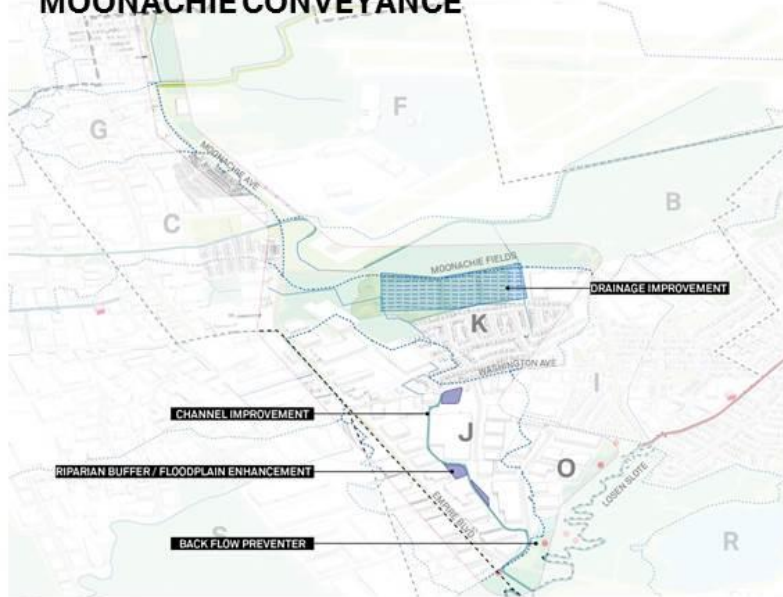 MOONACHIE CONVEYANCE
G
F
MOONACHIE AVE
C
B
MOONACHIE FIELDS
DRAINAGE IMPROVEMENT
K
WASHINGTON AVE
I
CHANNEL IMPROVEMENT
J
RIPARIAN BUFFER / FLOODPLAIN ENHANCEMENT
O
LOSEN SLOTE
EMPIRE BLVD
S
BACK FLOW PREVENTER
R